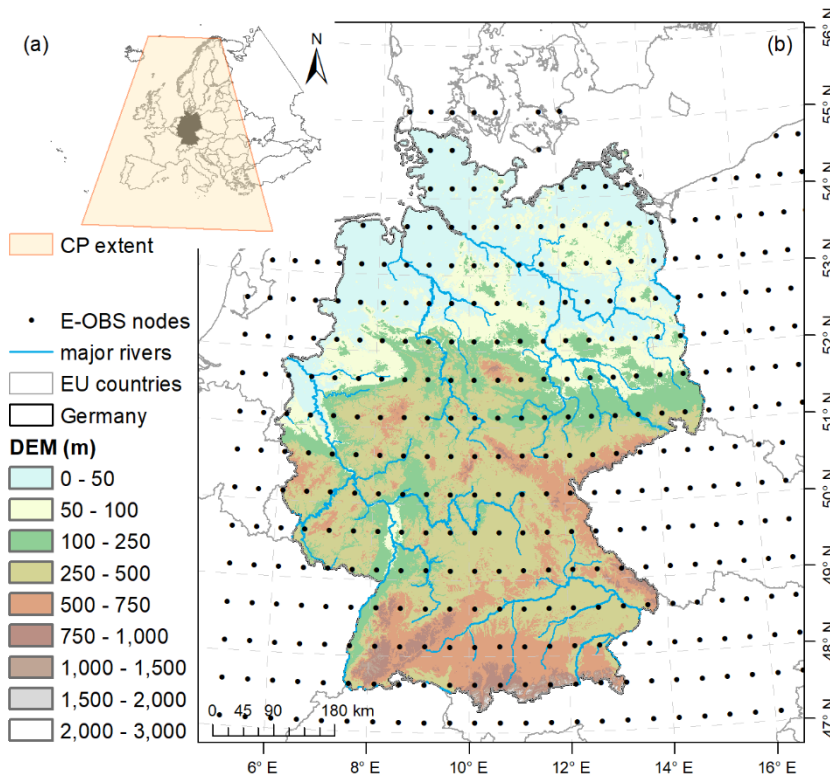 (a)
N
(b)
CP extent
E-OBS nodes
major rivers
EU countries
Germany
DEM (m)
0 - 50
50 - 100
100 - 250
250 - 500
500 - 750
750 - 1,000
1,000 - 1,500
1,500 - 2,000
2,000 - 3,000
0 45 90 180 km
6° E 8° E 10° E 12° E 14° E 16° E
56° N
55° N
54° N
53° N
52° N
51° N
50° N
49° N
48° N
47° N